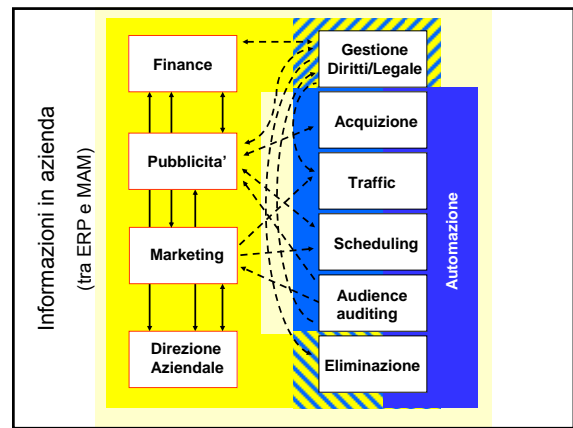 Informazioni in azienda
(tra ERP e MAM)
Finance
Pubblicita'
Marketing
Direzione
Aziendale
Gestione
Diritti/Legale
Acquizione
Traffic
Scheduling
Audience
auditing
Eliminazione
Automazione